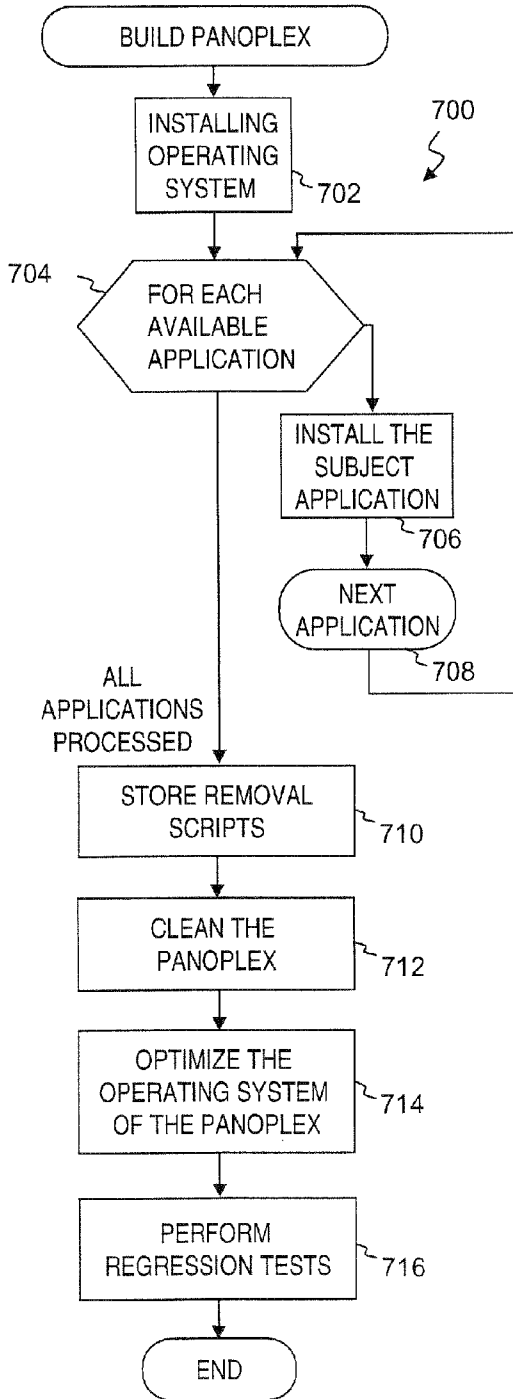 BUILD PANOPLEX
INSTALLING
OPERATING
SYSTEM
702
700
704
FOR EACH
AVAILABLE
APPLICATION
INSTALL THE
SUBJECT
APPLICATION
706
NEXT
APPLICATION
708
ALL
APPLICATIONS
PROCESSED
STORE REMOVAL
SCRIPTS
710
CLEAN THE
PANOPLEX
712
OPTIMIZE THE
OPERATING SYSTEM
OF THE PANOPLEX
714
PERFORM
REGRESSION TESTS
716
END